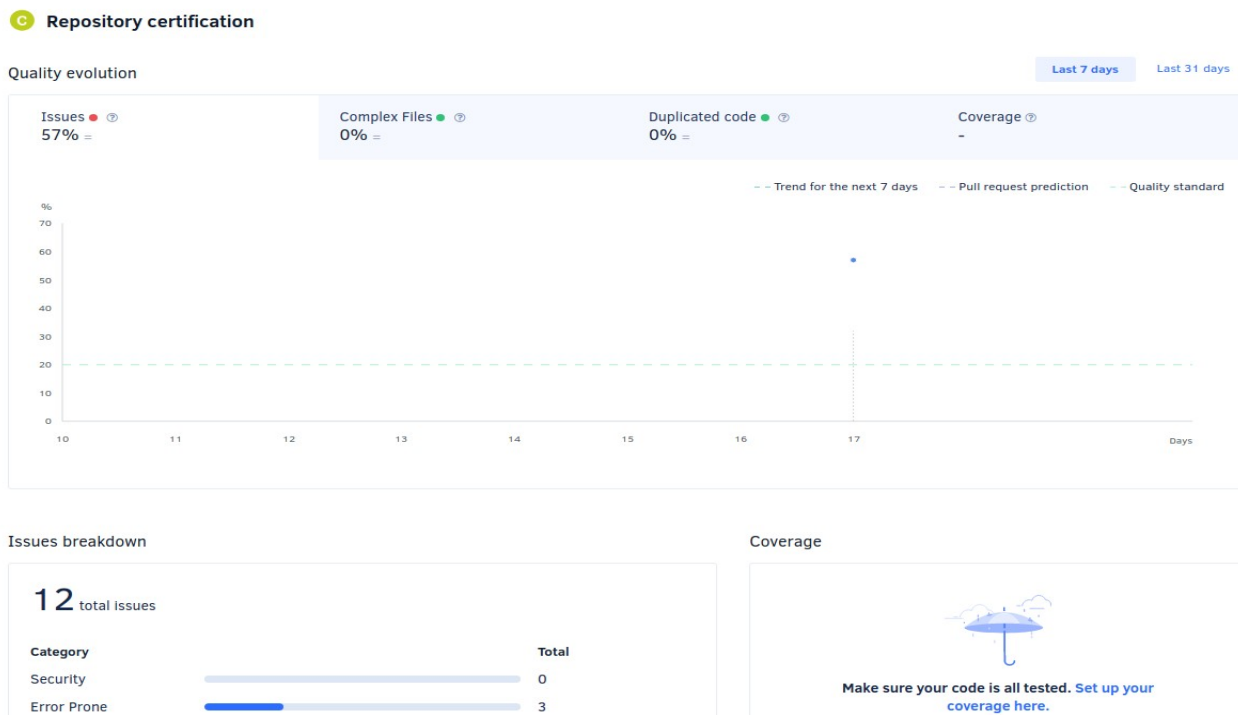 C Repository certification
Quality evolution
Last 7 days Last 31 days
Issues Complex Files Duplicated code Coverage
57% = 0% = 0% = -
Trend for the next 7 days Pull request prediction Quality standard
%
70
60
50
40
30
20
10
0
10 11 12 13 14 15 16 17 Days
Issues breakdown
12 total issues
Category Total
Security 0
Error Prone 3
Coverage
Make sure your code is all tested. Set up your
coverage here.